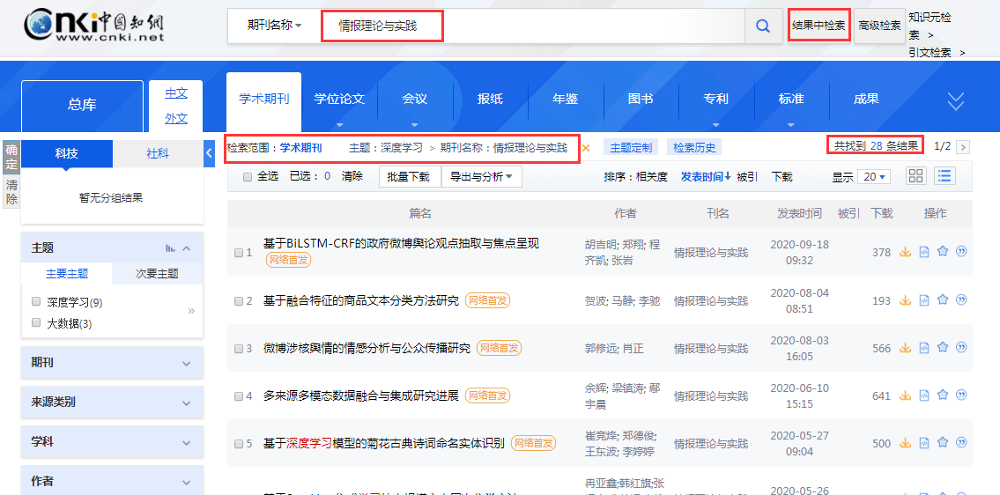 CNKi中国知网
www.cnki.net
期刊名称 情报理论与实践 结果中检索 高级检索 知识元检索 >
引文检索 >
总库 中文 外文 学术期刊 学位论文 会议 报纸 年鉴 图书 专利 标准 成果
确定 清除
科技 社科
暂无分组结果
主题
主要主题 次要主题
深度学习(9)
大数据(3)
»
期刊
来源类别
学科
作者
检索范围：学术期刊 主题：深度学习 > 期刊名称：情报理论与实践 × 主题定制 检索历史 共找到 28 条结果 1/2 >
全选 已选：0 清除 批量下载 导出与分析 排序：相关度 发表时间↓ 被引 下载 显示 20
篇名 作者 刊名 发表时间 被引 下载 操作
1 基于BiLSTM-CRF的政府微博舆论观点抽取与焦点呈现 网络首发 胡吉明; 郑翔; 程齐凯; 张岩 情报理论与实践 2020-09-18 09:32 378
2 基于融合特征的商品文本分类方法研究 网络首发 贺波; 马静; 李驰 情报理论与实践 2020-08-04 08:51 193
3 微博涉核舆情的情感分析与公众传播研究 网络首发 郭修远; 肖正 情报理论与实践 2020-08-03 16:05 566
4 多来源多模态数据融合与集成研究进展 网络首发 余辉; 梁镇涛; 鄢宇晨 情报理论与实践 2020-06-10 15:15 641
5 基于深度学习模型的菊花古典诗词命名实体识别 网络首发 崔竞烽; 郑德俊; 王东波; 李婷婷 情报理论与实践 2020-05-27 09:04 500
冉亚鑫;韩红旗;张
2020-05-26